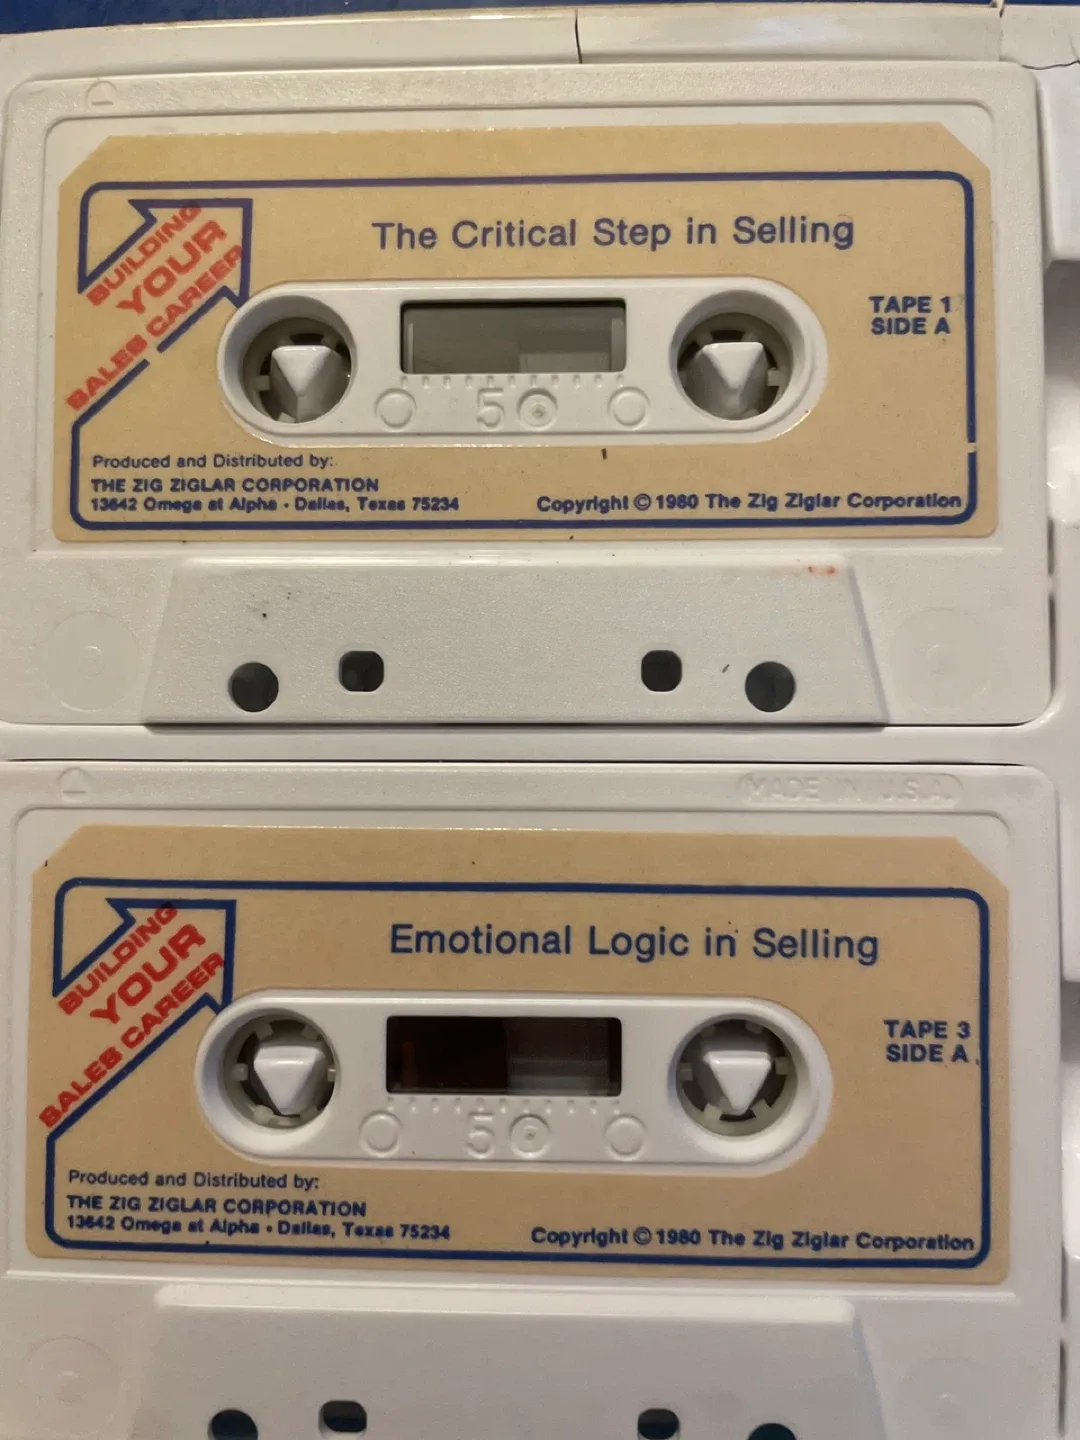 BUILDING
YOUR
SALES CAREER
The Critical Step in Selling
TAPE 1
SIDE A
50
Produced and Distributed by:
THE ZIG ZIGLAR CORPORATION
13642 Omega at Alpha • Dallas, Texas 75234
Copyright © 1980 The Zig Ziglar Corporation
MADE IN U.S.A.
BUILDING
YOUR
SALES CAREER
Emotional Logic in Selling
TAPE 3
SIDE A
50
Produced and Distributed by:
THE ZIG ZIGLAR CORPORATION
13642 Omega at Alpha • Dallas, Texas 75234
Copyright © 1980 The Zig Ziglar Corporation